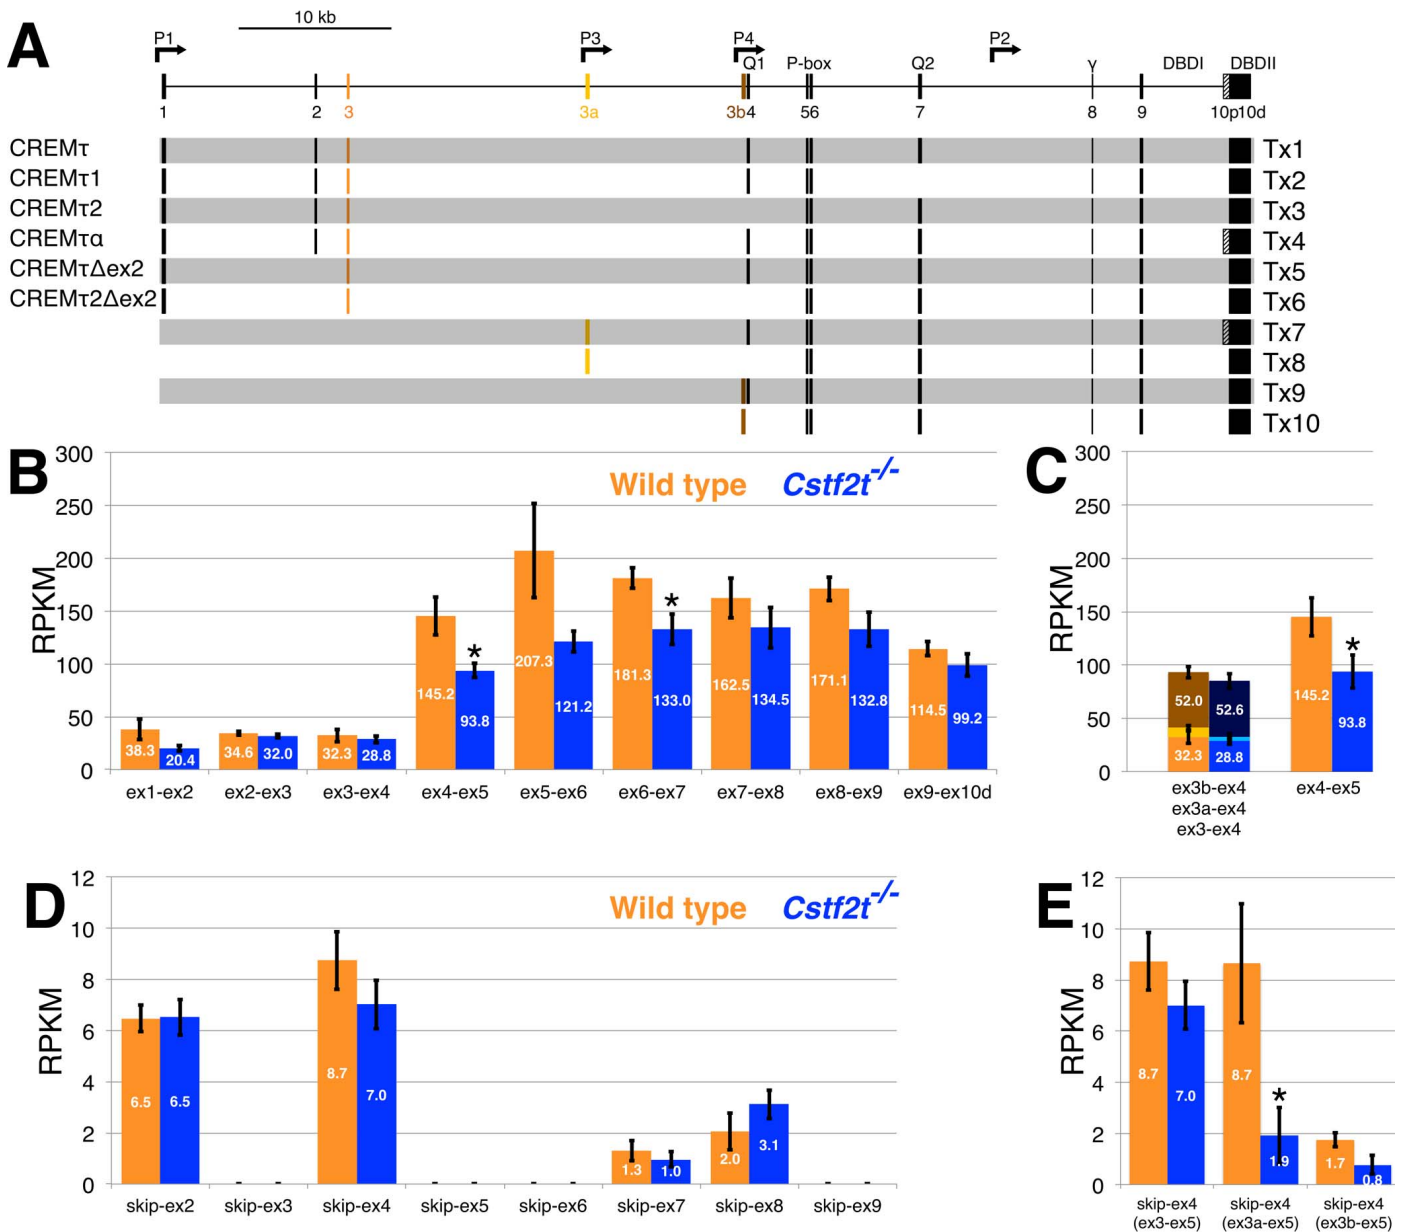 A
10 kb
P1
P3
P4
P2
Q1
P-box
Q2
γ
DBDI
DBDII
1
2
3
3a
3b4
56
7
8
9
10p10d
CREMτ
Tx1
CREMτ1
Tx2
CREMτ2
Tx3
CREMτα
Tx4
CREMτΔex2
Tx5
CREMτ2Δex2
Tx6
Tx7
Tx8
Tx9
Tx10
B
Wild type Cstf2t-/-
RPKM
300
250
200
150
100
50
0
38.3
20.4
34.6
32.0
32.3
28.8
145.2
*
93.8
207.3
121.2
181.3
*
133.0
162.5
134.5
171.1
132.8
114.5
99.2
ex1-ex2
ex2-ex3
ex3-ex4
ex4-ex5
ex5-ex6
ex6-ex7
ex7-ex8
ex8-ex9
ex9-ex10d
C
RPKM
300
250
200
150
100
50
0
52.0
32.3
52.6
28.8
145.2
*
93.8
ex3b-ex4
ex3a-ex4
ex3-ex4
ex4-ex5
D
Wild type Cstf2t-/-
RPKM
12
10
8
6
4
2
0
6.5
6.5
8.7
7.0
1.3
1.0
2.0
3.1
skip-ex2
skip-ex3
skip-ex4
skip-ex5
skip-ex6
skip-ex7
skip-ex8
skip-ex9
E
RPKM
12
10
8
6
4
2
0
8.7
7.0
8.7
*
1.9
1.7
0.8
skip-ex4
(ex3-ex5)
skip-ex4
(ex3a-ex5)
skip-ex4
(ex3b-ex5)